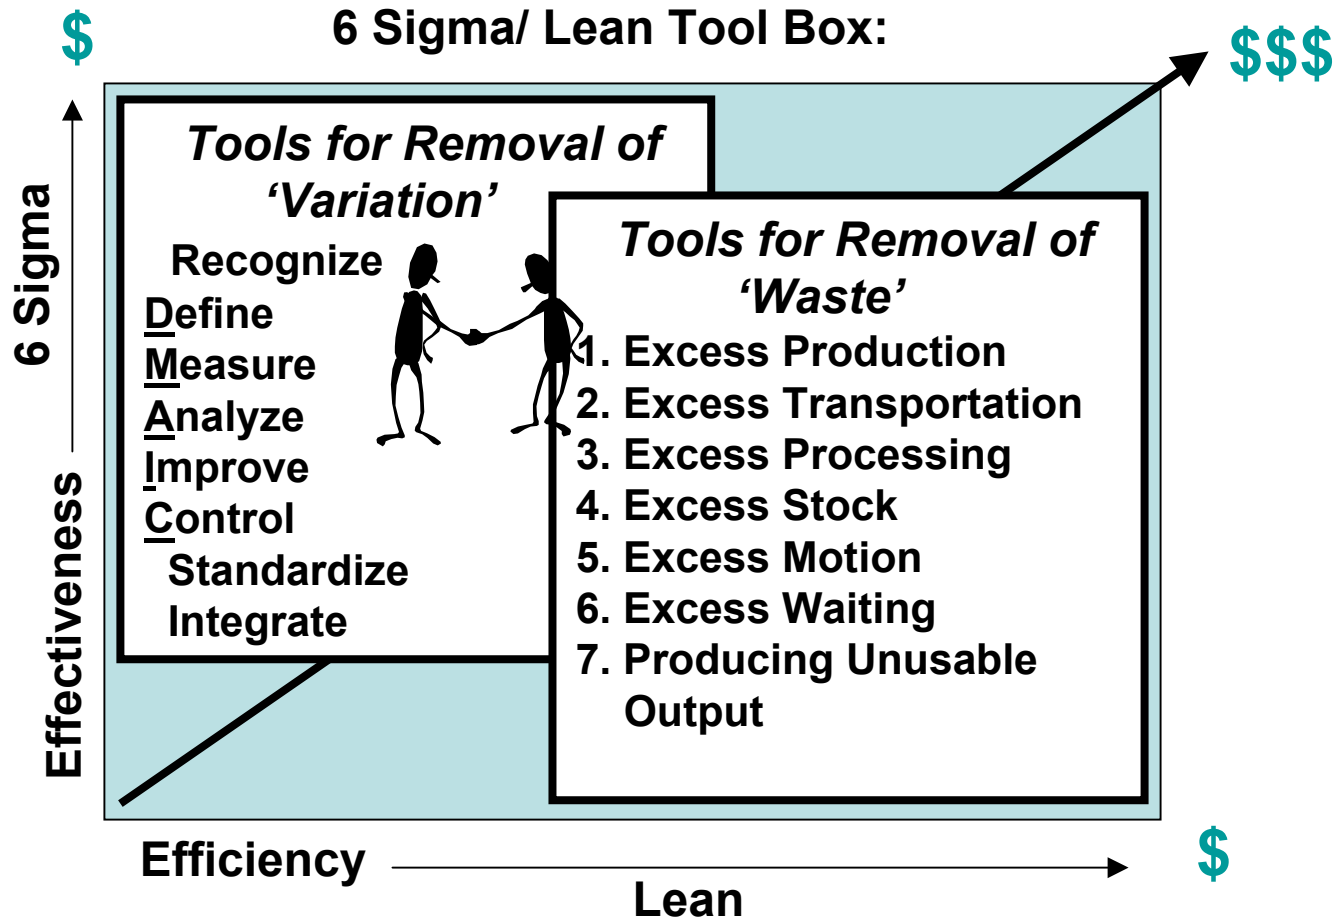 $
6 Sigma/ Lean Tool Box:
$$$
Tools for Removal of
‘Variation’
Recognize
Define
Measure
Analyze
Improve
Control
Standardize
Integrate
Tools for Removal of
‘Waste’
1. Excess Production
2. Excess Transportation
3. Excess Processing
4. Excess Stock
5. Excess Motion
6. Excess Waiting
7. Producing Unusable
Output
6 Sigma
Effectiveness
Efficiency
Lean
$